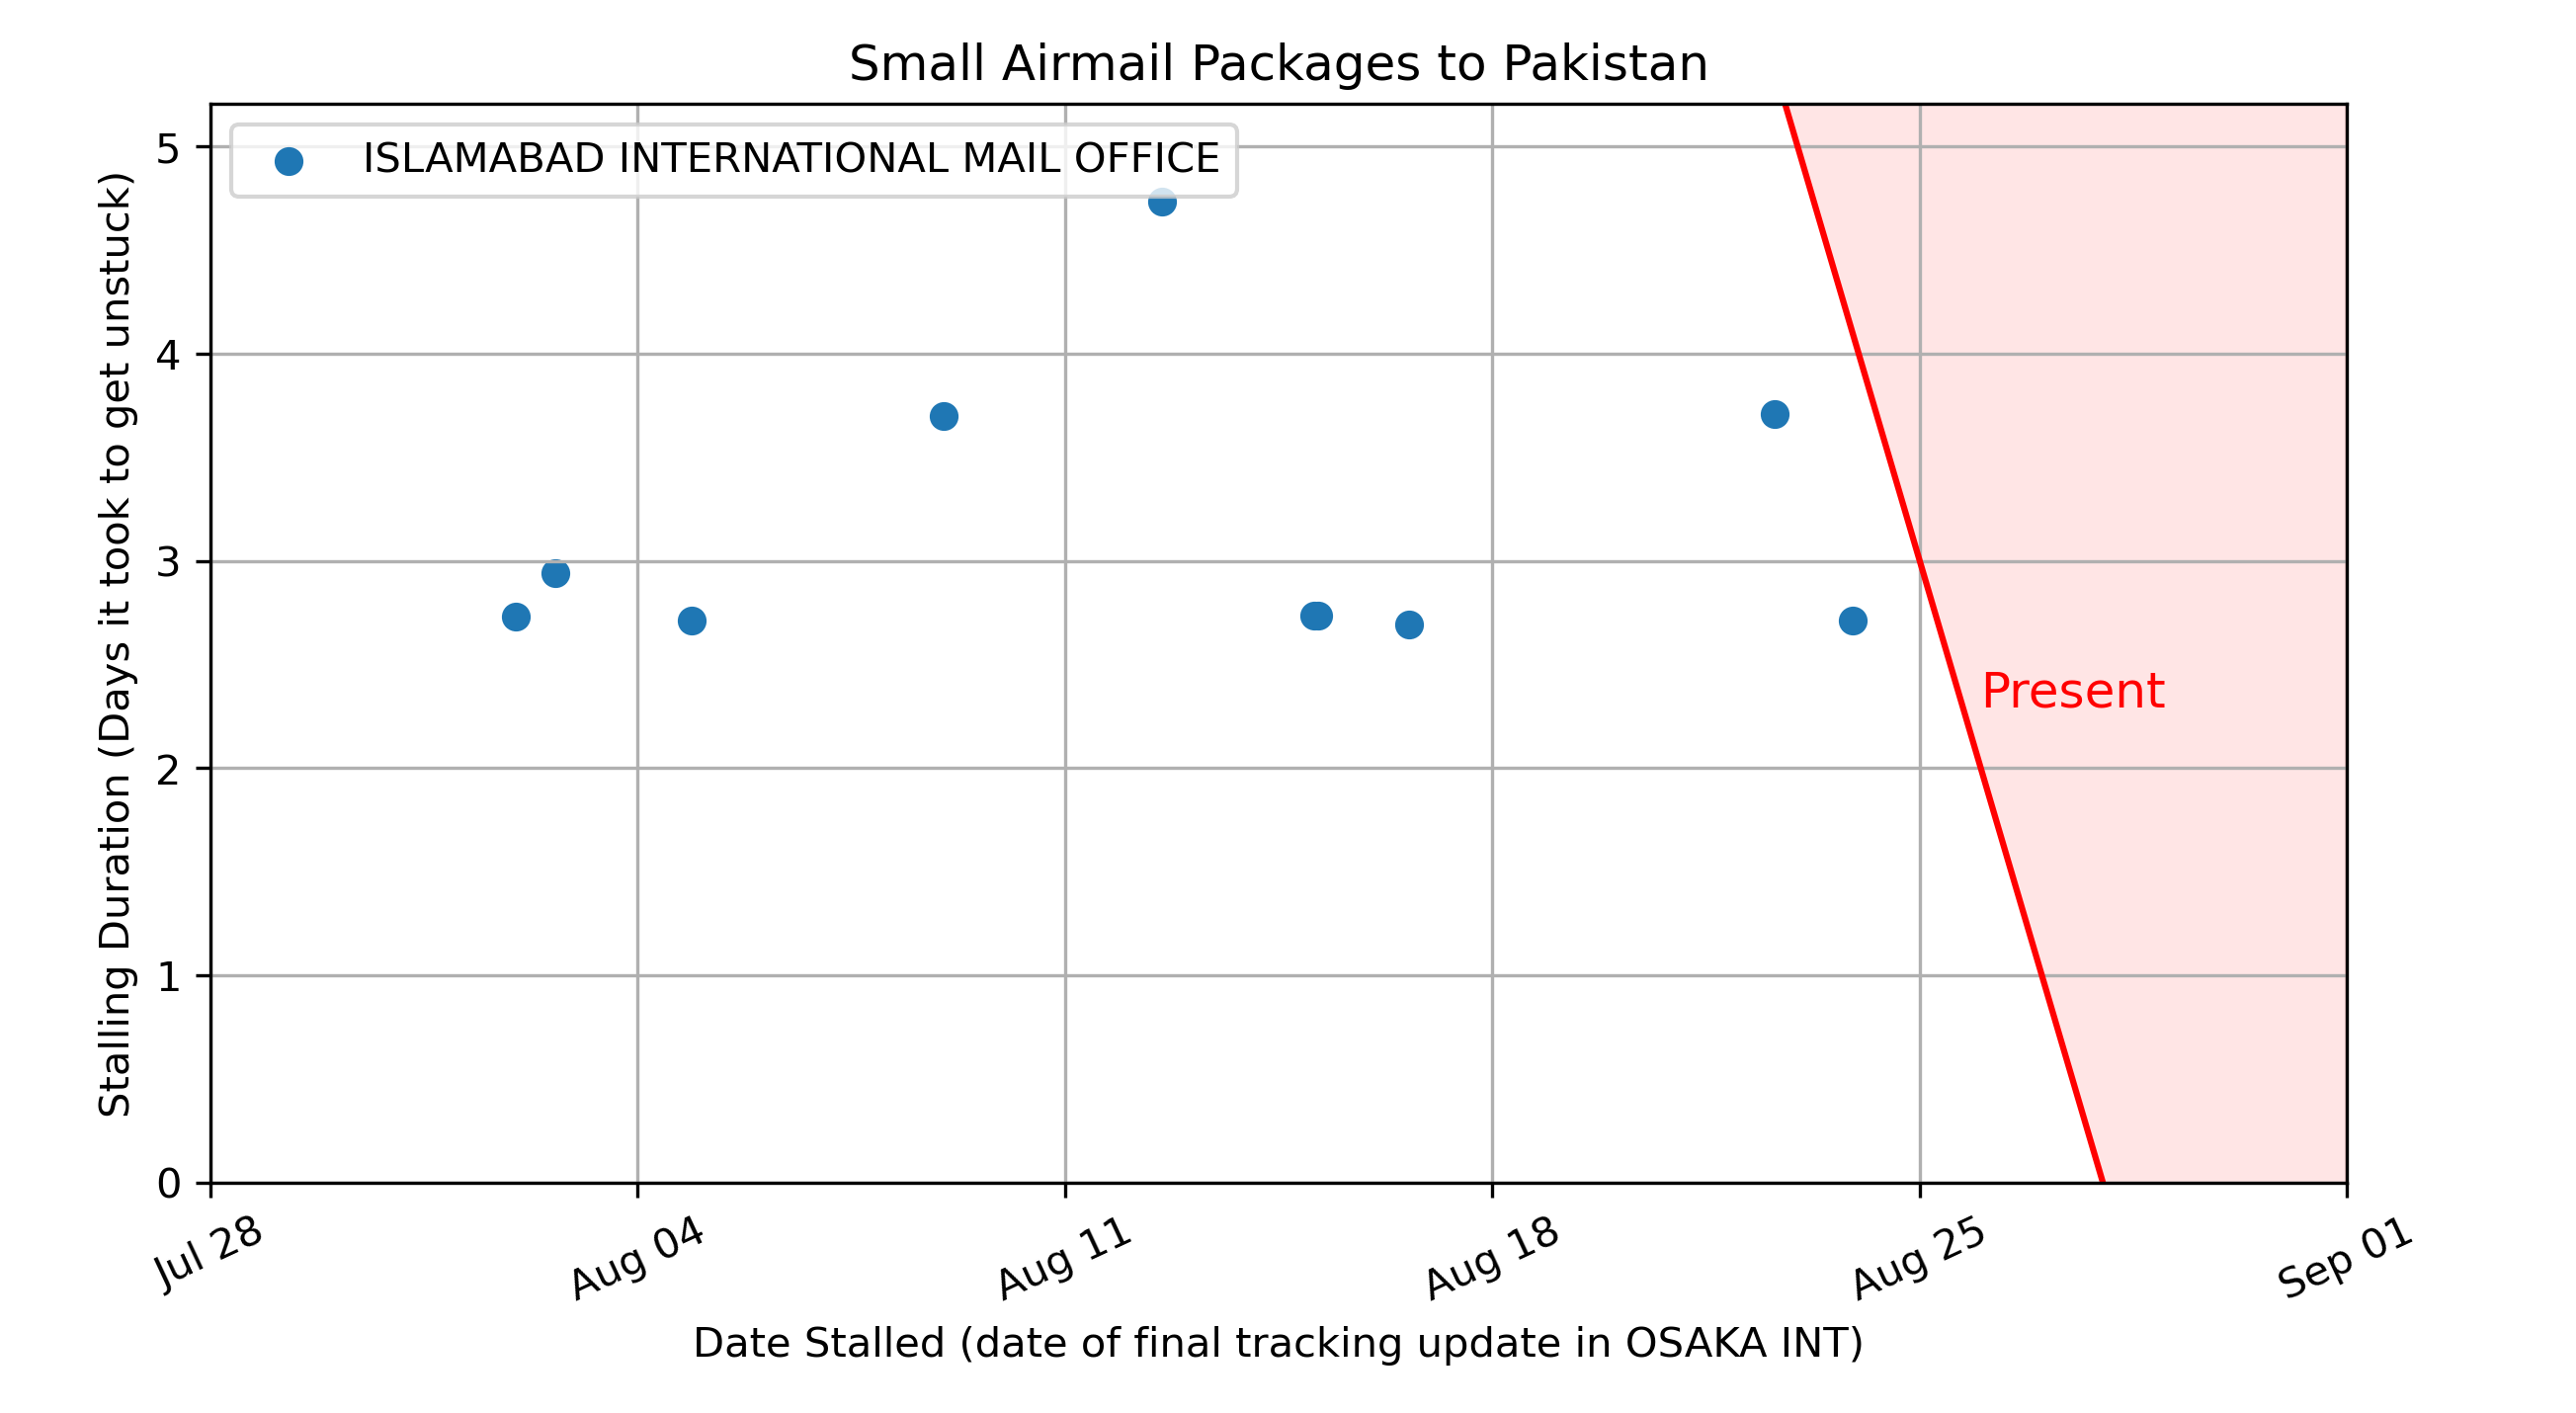 Small Airmail Packages to Pakistan
ISLAMABAD INTERNATIONAL MAIL OFFICE
Stalling Duration (Days it took to get unstuck)
5
4
3
2
1
0
Present
Jul 28
Aug 04
Aug 11
Aug 18
Aug 25
Sep 01
Date Stalled (date of final tracking update in OSAKA INT)